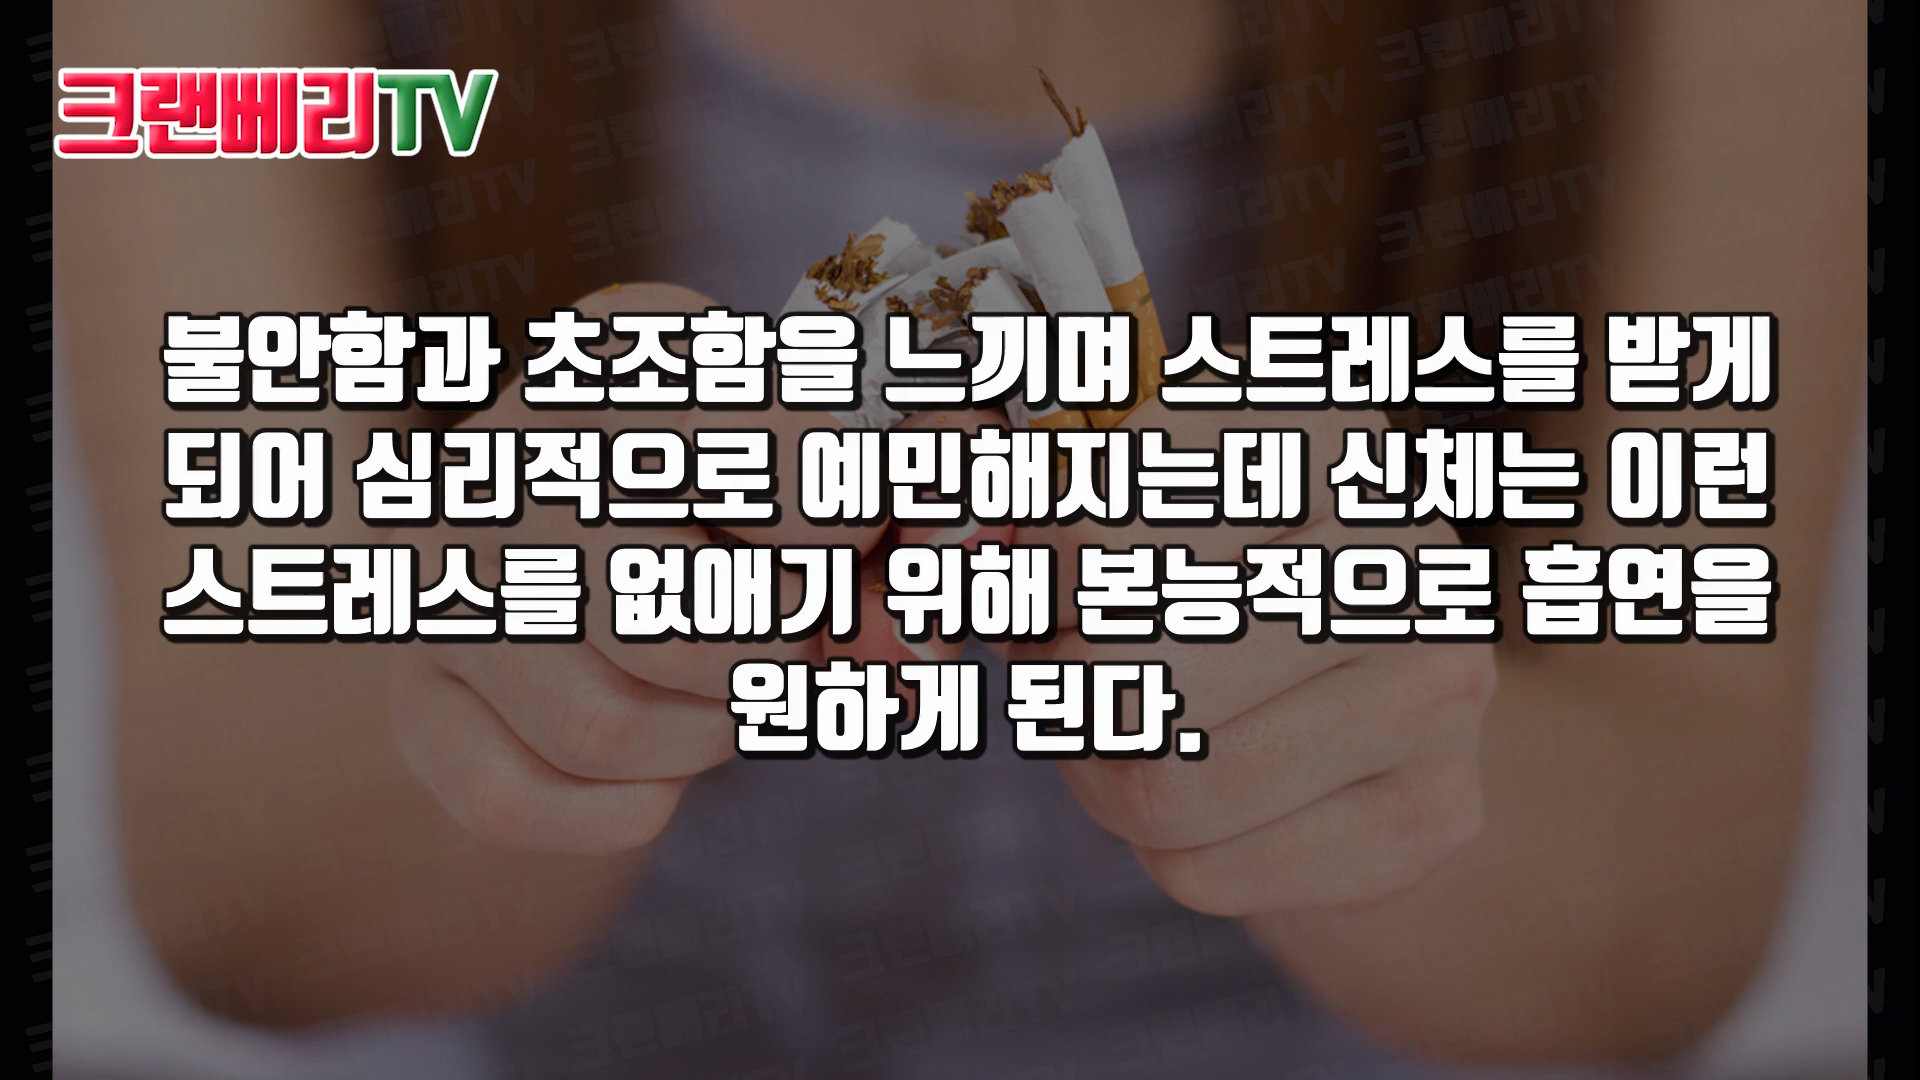 크랜베리TV
불안함과 초조함을 느끼며 스트레스를 받게
되어 심리적으로 예민해지는데 신체는 이런
스트레스를 없애기 위해 본능적으로 흡연을
원하게 된다.